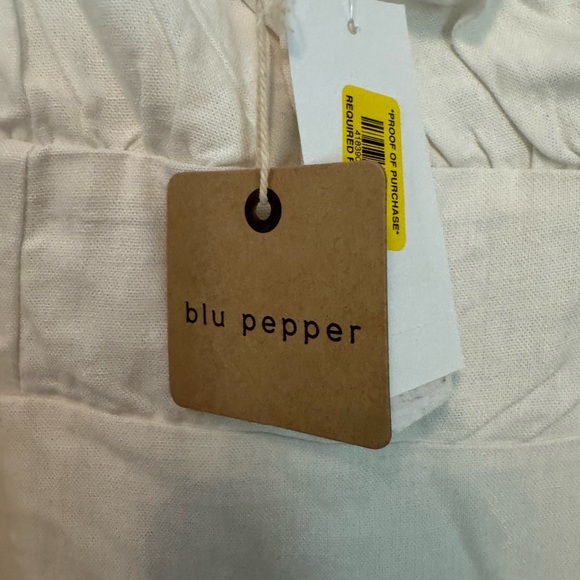 blu pepper
*PROOF OF PURCHASE*
REQUIRED